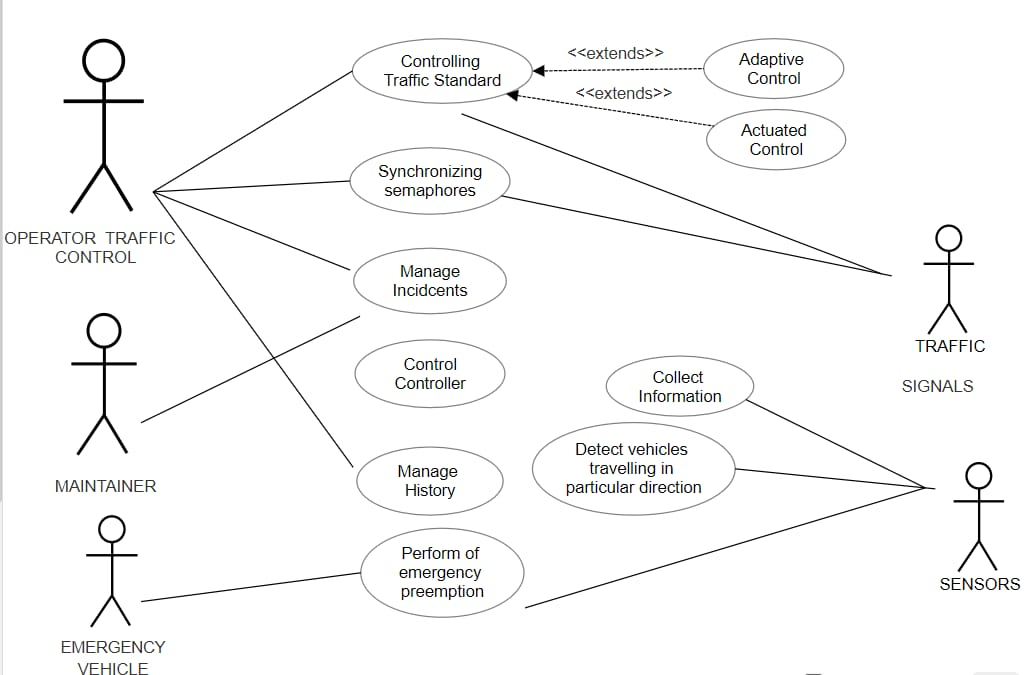 Controlling
Traffic Standard
<<extends>>
Adaptive
Control
<<extends>>
Actuated
Control
Synchronizing
semaphores
OPERATOR TRAFFIC
CONTROL
Manage
Incidcents
TRAFFIC
SIGNALS
Control
Controller
Collect
Information
Detect vehicles
travelling in
particular direction
Manage
History
MAINTAINER
Perform of
emergency
preemption
SENSORS
EMERGENCY
VEHICLE